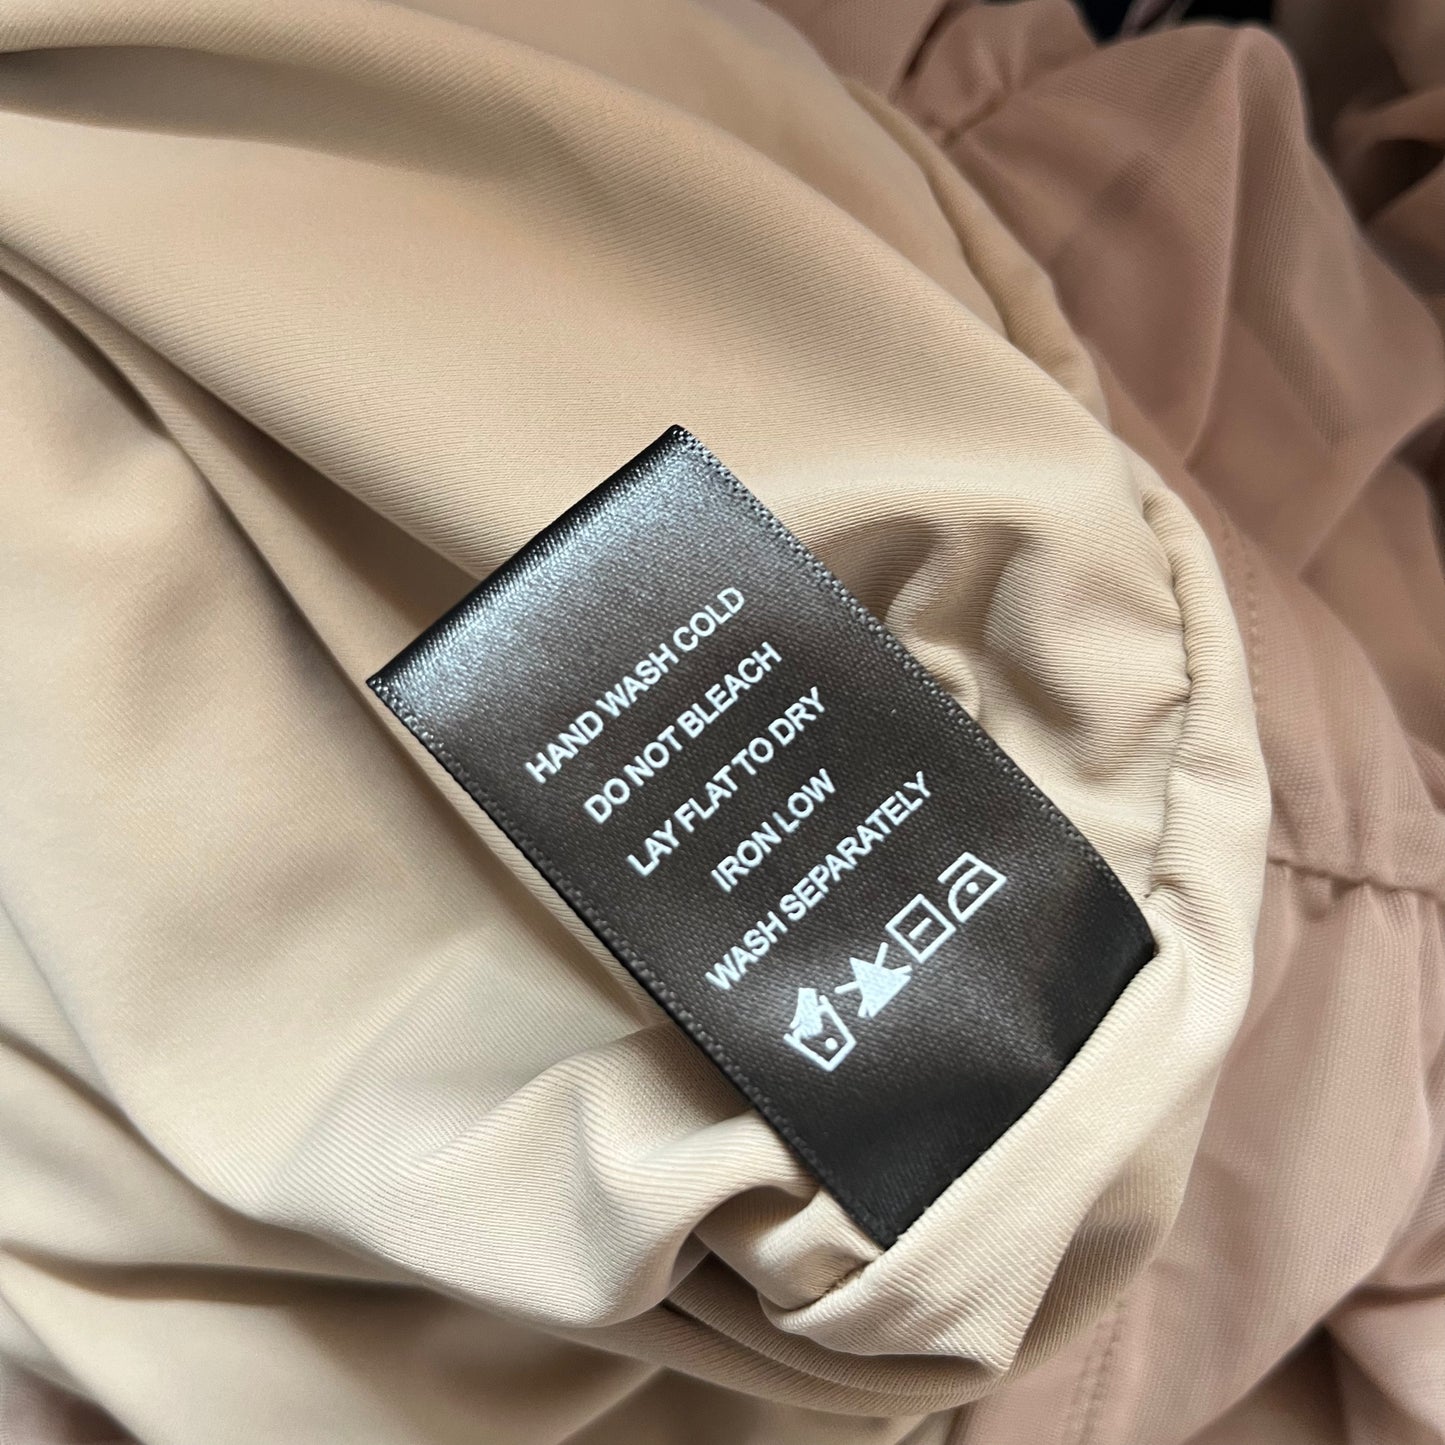 HAND WASH COLD
DO NOT BLEACH
LAY FLAT TO DRY
IRON LOW
WASH SEPARATELY